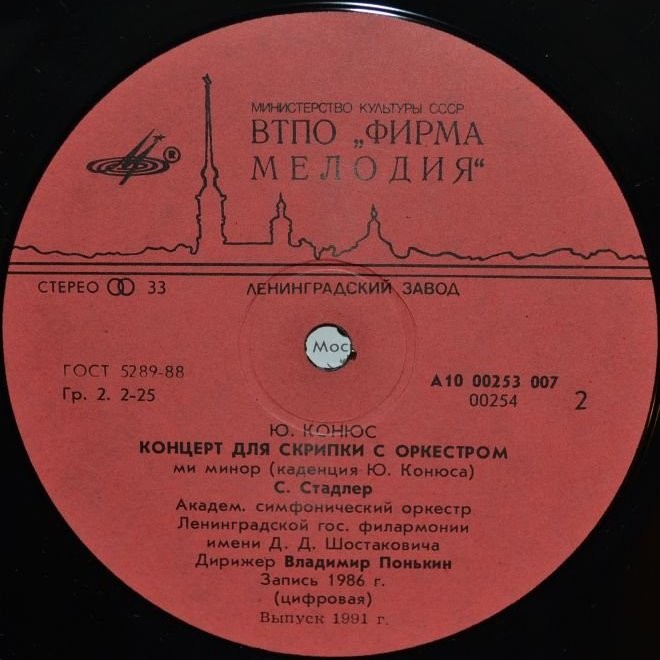 МИНИСТЕРСТВО КУЛЬТУРЫ СССР
ВТПО „ФИРМА
МЕЛОДИЯ“
®
СТЕРЕО 33
ЛЕНИНГРАДСКИЙ ЗАВОД
Мос
ГОСТ 5289-88
Гр. 2. 2-25
А10 00253 007
00254
2
Ю. КОНЮС
КОНЦЕРТ ДЛЯ СКРИПКИ С ОРКЕСТРОМ
ми минор (каденция Ю. Конюса)
С. Стадлер
Академ. симфонический оркестр
Ленинградской гос. филармонии
имени Д. Д. Шостаковича
Дирижер Владимир Понькин
Запись 1986 г.
(цифровая)
Выпуск 1991 г.